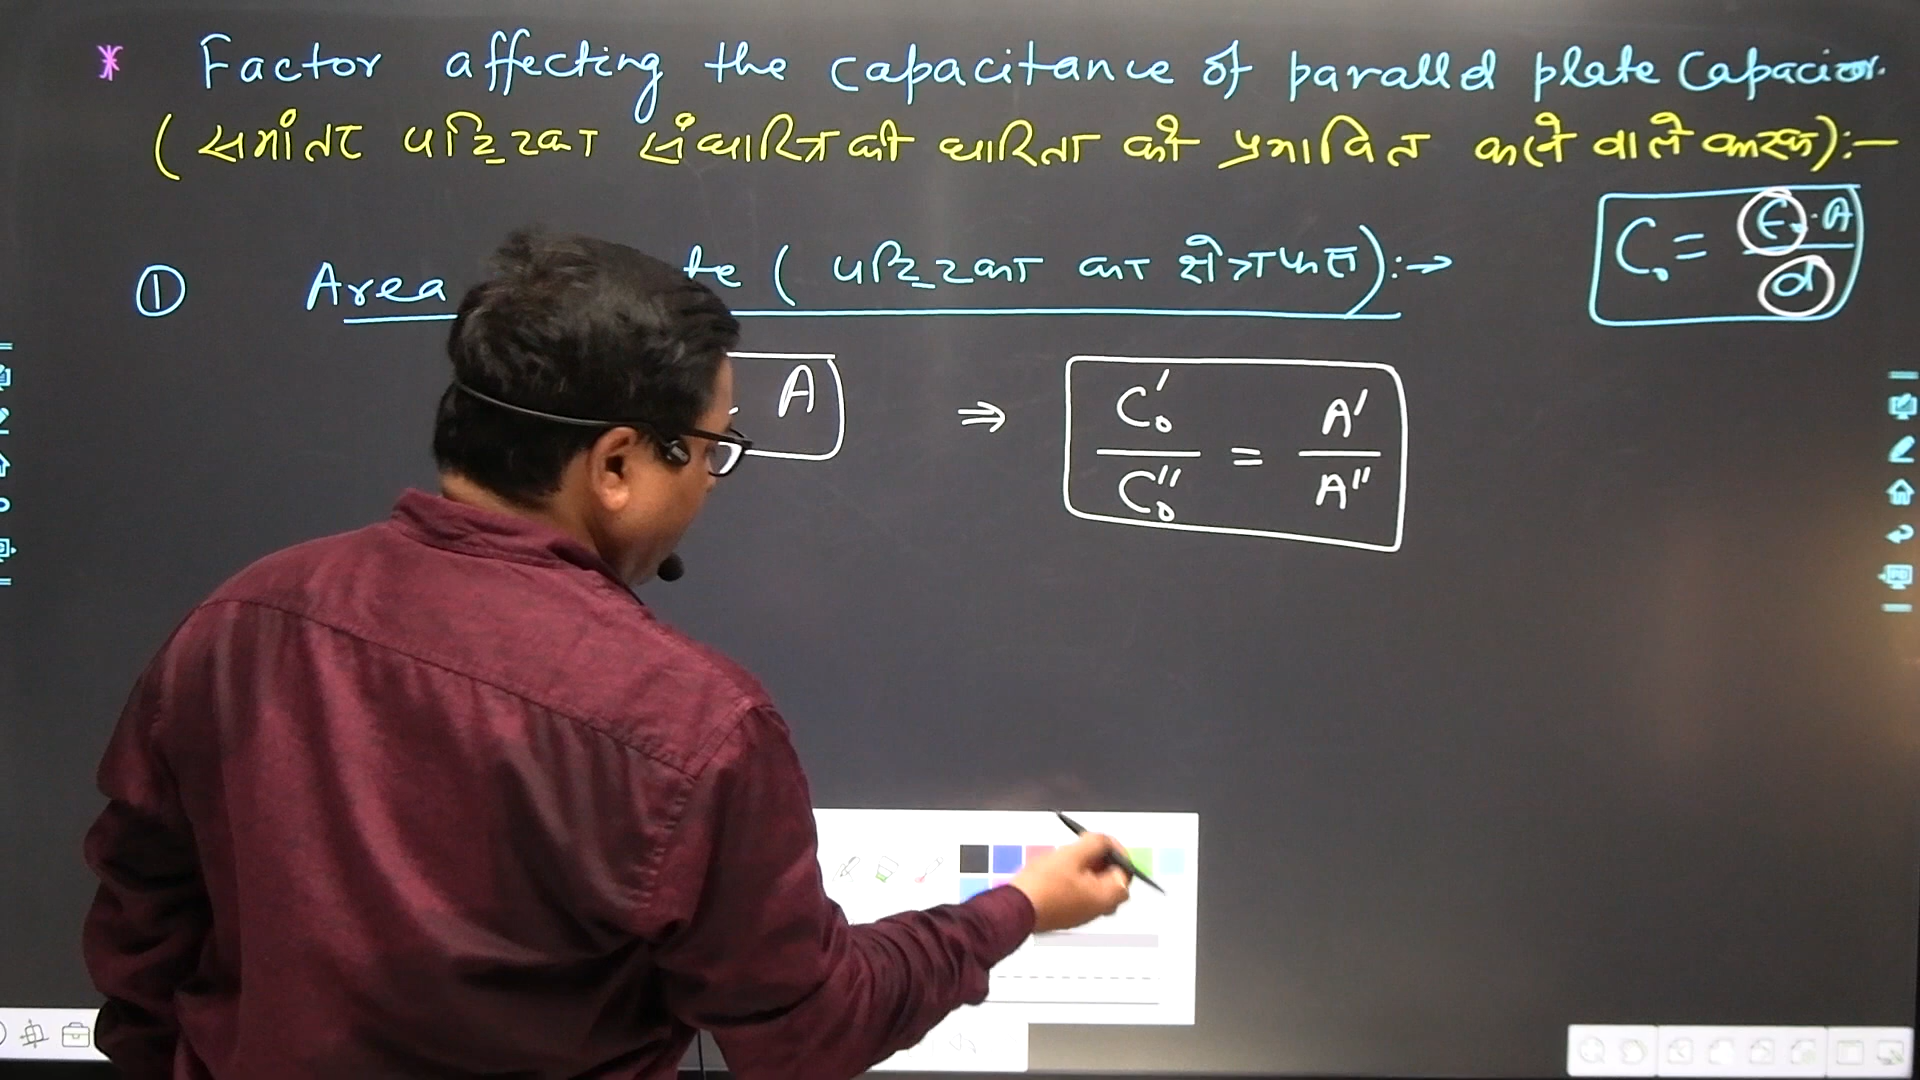 * Factor affecting the capacitance of parallel plate Capacitor.
(समांतर पट्टिका संधारित्र की धारिता को प्रभावित करने वाले कारक):-
C₀ = ϵ₀·A / d
① Area te (पट्टिका का क्षेत्रफल):→
A ⇒ C₀' / C₀'' = A' / A''